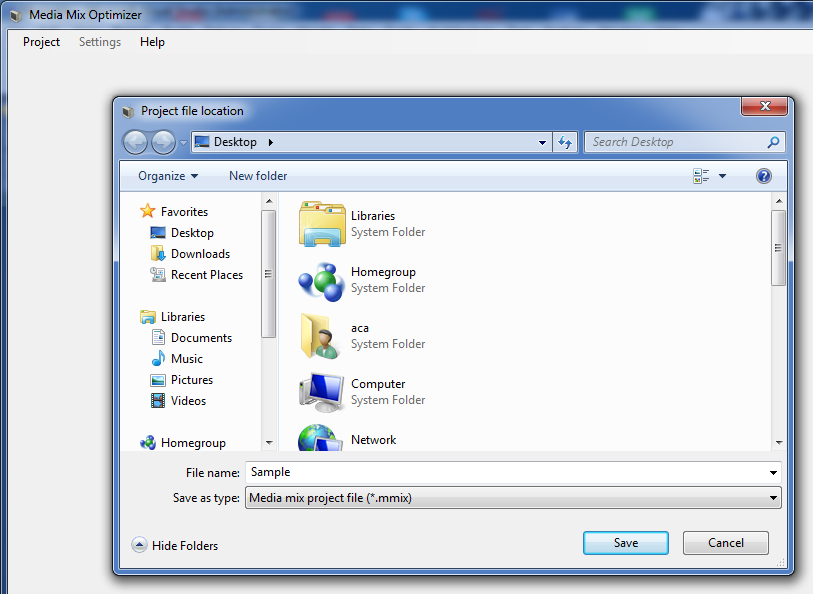 Media Mix Optimizer
Project Settings Help
Project file location
Desktop
Search Desktop
Organize New folder
Favorites
Desktop
Downloads
Recent Places
Libraries
Documents
Music
Pictures
Videos
Homegroup
Libraries
System Folder
Homegroup
System Folder
aca
System Folder
Computer
System Folder
Network
File name: Sample
Save as type: Media mix project file (*.mmix)
Hide Folders
Save
Cancel